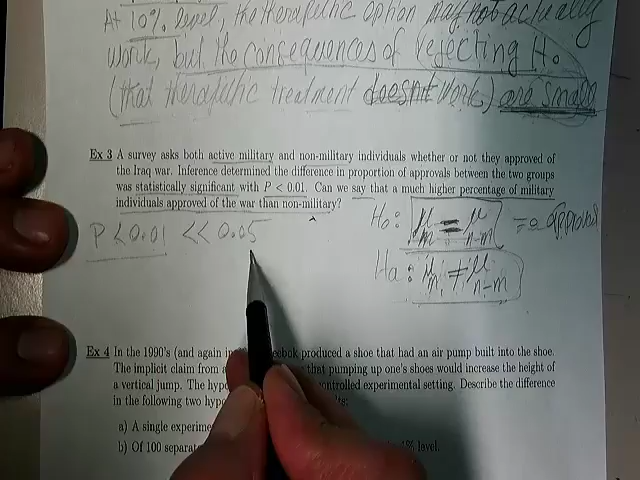 At 10% level, the therapeutic option may not actually
work, but the consequences of rejecting Ho
(that therapeutic treatment doesn't work) are small
Ex 3 A survey asks both active military and non-military individuals whether or not they approved of
the Iraq war. Inference determined the difference in proportion of approvals between the two groups
was statistically significant with P < 0.01. Can we say that a much higher percentage of military
individuals approved of the war than non-military?
Ho: μm = μn-m = approval
P < 0.01 << 0.05
Ha: μm ≠ μn-m
Ex 4 In the 1990's (and again in produced a shoe that had an air pump built into the shoe.
The implicit claim from a that pumping up one's shoes would increase the height of
a vertical jump. The controlled experimental setting. Describe the difference
in the following two
a) A single
b) Of 100 level.